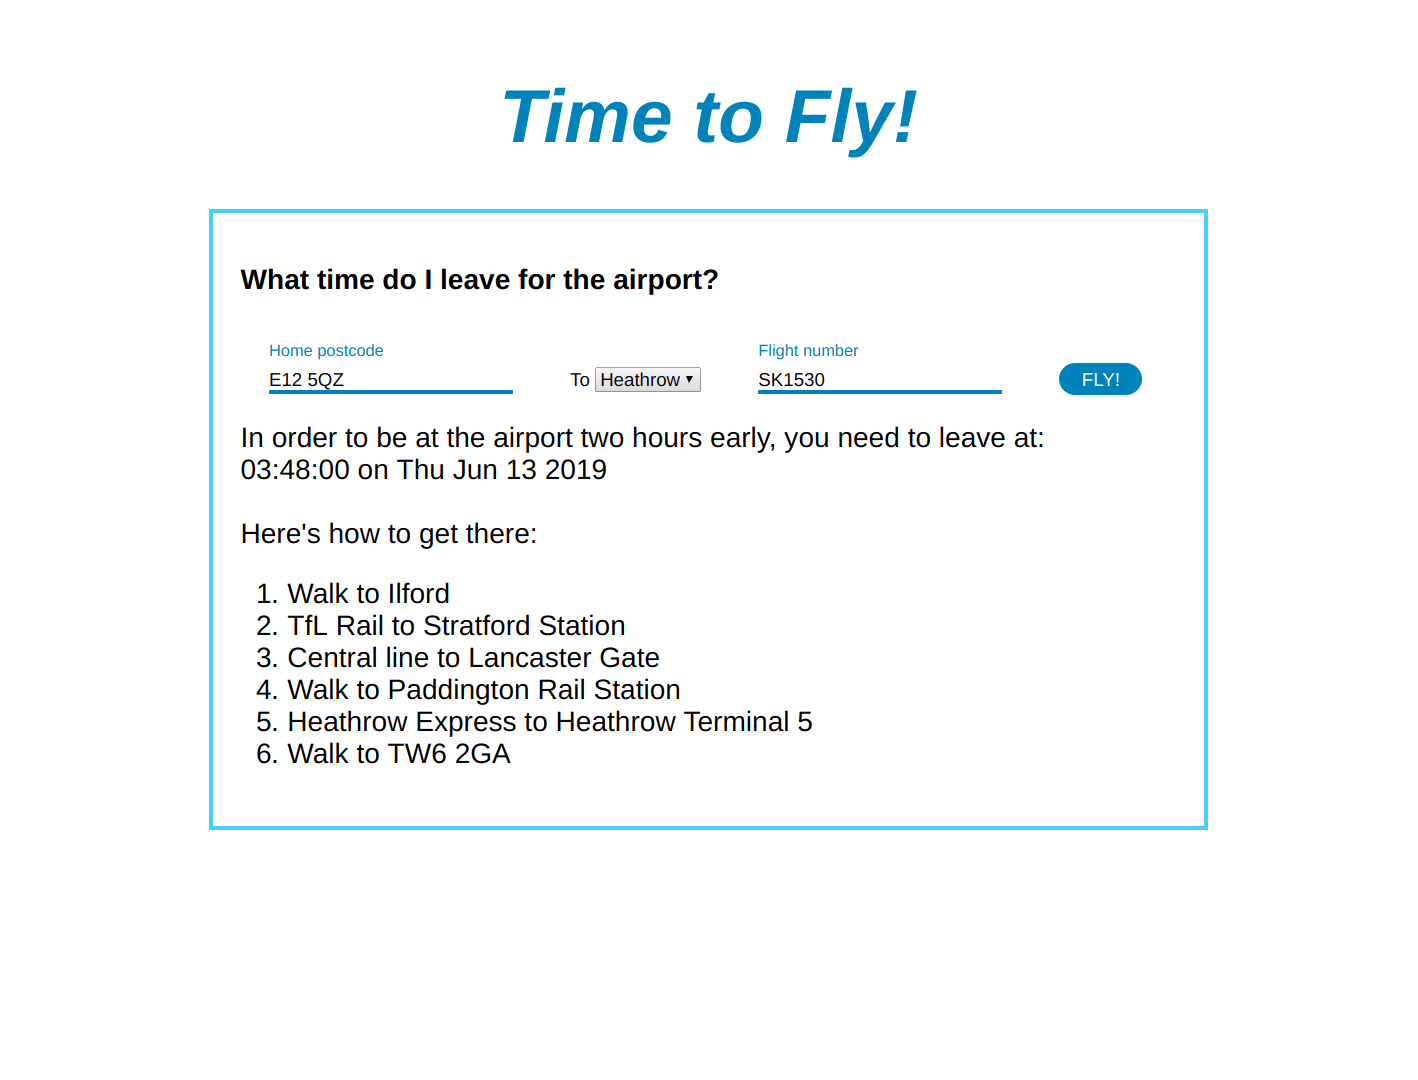 Time to Fly!
What time do I leave for the airport?
Home postcode
Flight number
E12 5QZ
To Heathrow ▼
SK1530
FLY!
In order to be at the airport two hours early, you need to leave at:
03:48:00 on Thu Jun 13 2019
Here's how to get there:
1. Walk to Ilford
2. TfL Rail to Stratford Station
3. Central line to Lancaster Gate
4. Walk to Paddington Rail Station
5. Heathrow Express to Heathrow Terminal 5
6. Walk to TW6 2GA